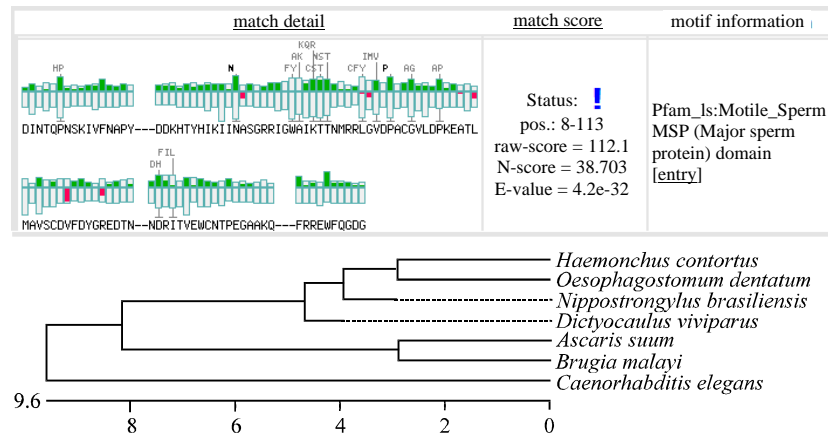 match detail match score motif information
KQR
HP N AK NST IMV P
FY CST CFY AG AP
DINTQPNSKIVFNAPY---DDKHTYHIKIINASGRRIGWAIKTTNMRRLGVDPACGVLDPKEATL
FIL
DH
MAVSCDVFDYGREDTN--NDRITVEWCNTPEGAAKQ---FRREWFQGDG
Status: !
pos.: 8-113
raw-score = 112.1
N-score = 38.703
E-value = 4.2e-32
Pfam_ls:Motile_Sperm
MSP (Major sperm
protein) domain
[entry]
Haemonchus contortus
Oesophagostomum dentatum
Nippostrongylus brasiliensis
Dictyocaulus viviparus
Ascaris suum
Brugia malayi
Caenorhabditis elegans
9.6
8 6 4 2 0